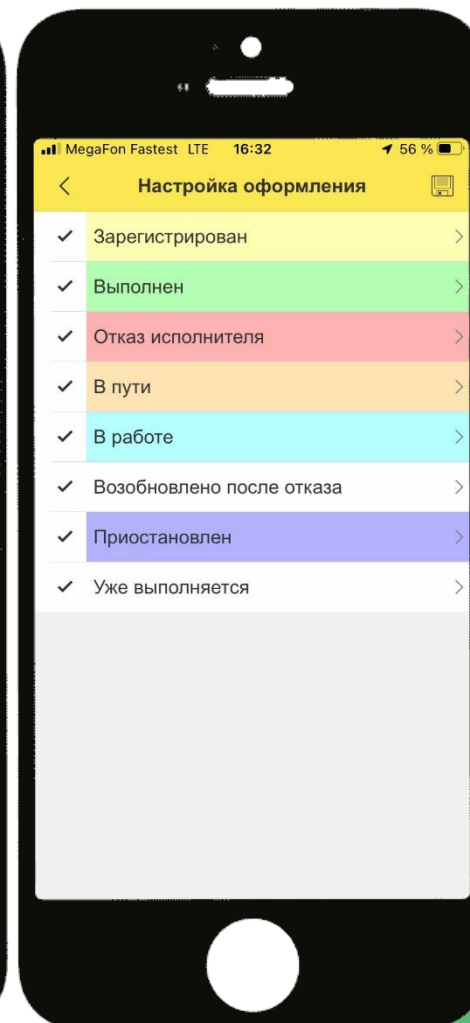 MegaFon Fastest LTE 16:32 56 %
Настройка оформления
Зарегистрирован
Выполнен
Отказ исполнителя
В пути
В работе
Возобновлено после отказа
Приостановлен
Уже выполняется